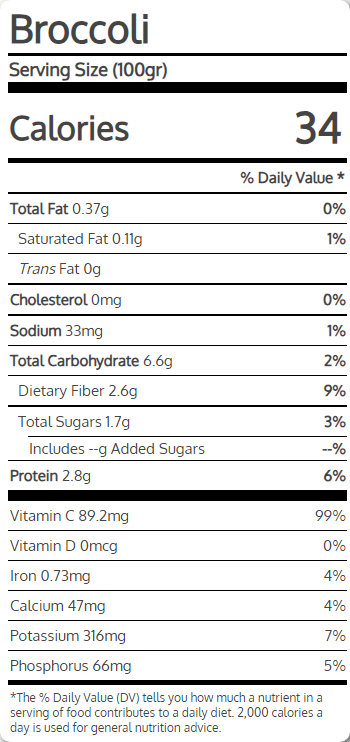 Broccoli
Serving Size (100gr)
Calories 34
% Daily Value *
Total Fat 0.37g 0%
Saturated Fat 0.11g 1%
Trans Fat 0g
Cholesterol 0mg 0%
Sodium 33mg 1%
Total Carbohydrate 6.6g 2%
Dietary Fiber 2.6g 9%
Total Sugars 1.7g 3%
Includes --g Added Sugars --%
Protein 2.8g 6%
Vitamin C 89.2mg 99%
Vitamin D 0mcg 0%
Iron 0.73mg 4%
Calcium 47mg 4%
Potassium 316mg 7%
Phosphorus 66mg 5%
*The % Daily Value (DV) tells you how much a nutrient in a
serving of food contributes to a daily diet. 2,000 calories a
day is used for general nutrition advice.